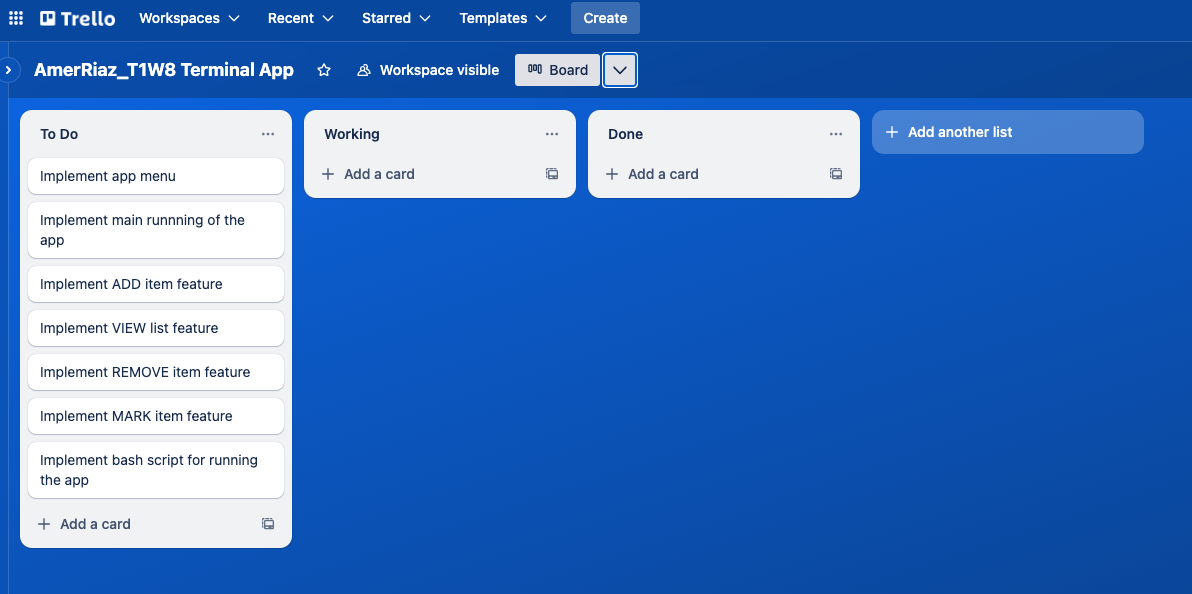 Trello Workspaces Recent Starred Templates Create
AmerRiaz_T1W8 Terminal App Workspace visible Board
To Do
Implement app menu
Implement main runnning of the
app
Implement ADD item feature
Implement VIEW list feature
Implement REMOVE item feature
Implement MARK item feature
Implement bash script for running
the app
Add a card
Working
Add a card
Done
Add a card
Add another list